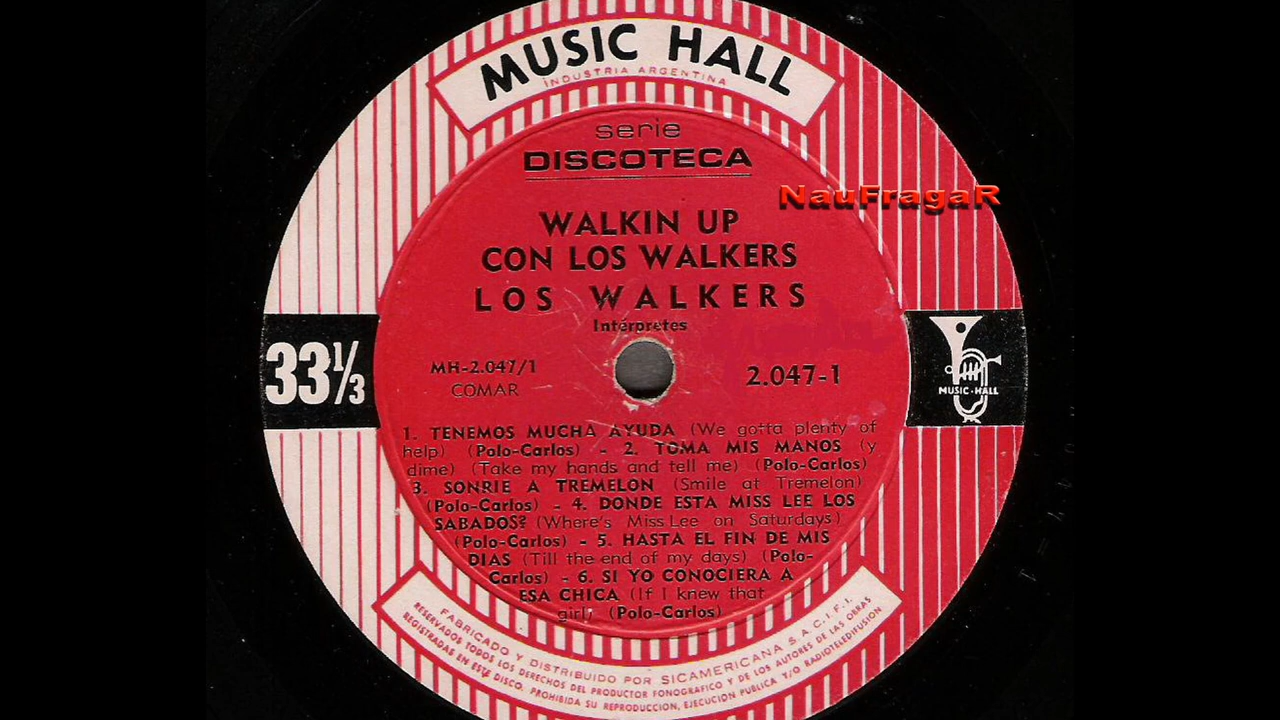 MUSIC HALL
INDUSTRIA ARGENTINA
serie
DISCOTECA
NauFragaR
WALKIN UP
CON LOS WALKERS
LOS WALKERS
Intérpretes
33⅓
MH-2.047/1
COMAR
2.047-1
MUSIC-HALL
1. TENEMOS MUCHA AYUDA (We gotta plenty of
help) (Polo-Carlos) - 2. TOMA MIS MANOS (y
dime) (Take my hands and tell me) (Polo-Carlos)
3. SONRIE A TREMELON (Smile at Tremelon)
(Polo-Carlos) - 4. DONDE ESTA MISS LEE LOS
SABADOS? (Where's Miss Lee on Saturdays)
(Polo-Carlos) - 5. HASTA EL FIN DE MIS
DIAS (Till the end of my days) (Polo-
Carlos) - 6. SI YO CONOCIERA A
ESA CHICA (If I knew that
girl) (Polo-Carlos)
FABRICADO Y DISTRIBUIDO POR SICAMERICANA S.A.C.I.F.I.
RESERVADOS TODOS LOS DERECHOS DEL PRODUCTOR FONOGRAFICO Y DE LOS AUTORES DE LAS OBRAS
REGISTRADAS EN ESTE DISCO. PROHIBIDA SU REPRODUCCION, EJECUCION PUBLICA Y/O RADIOTELEDIFUSION